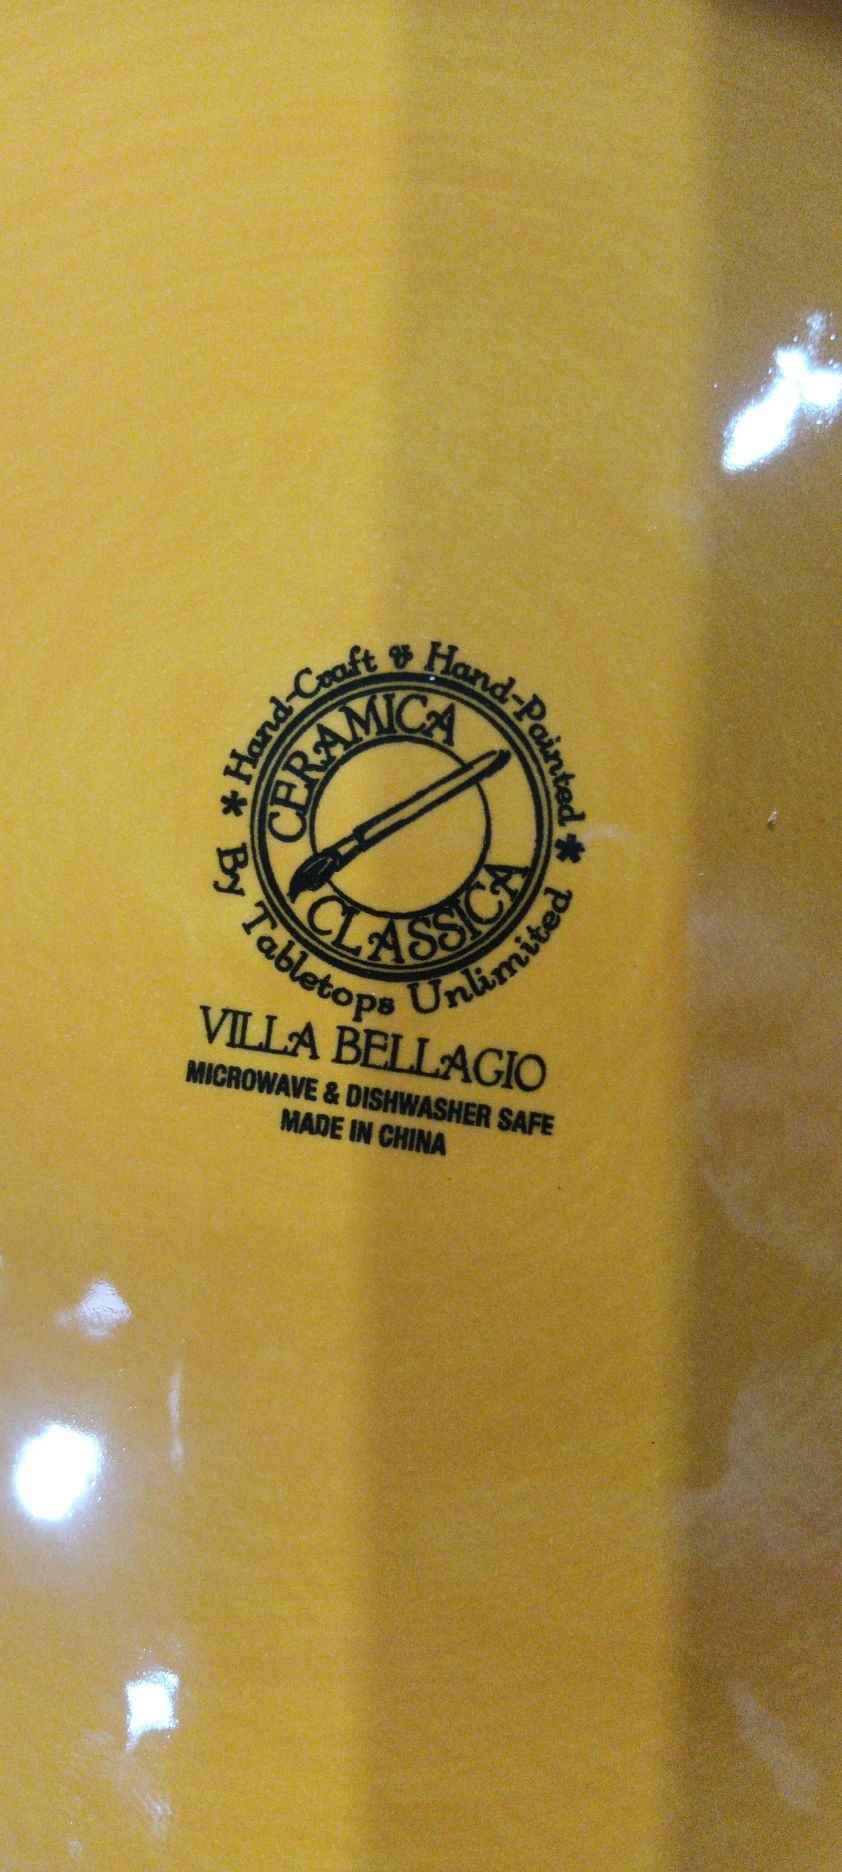 * Hand-Craft & Hand-Painted *
CERAMICA
CLASSICA
By Tabletops Unlimited
VILLA BELLAGIO
MICROWAVE & DISHWASHER SAFE
MADE IN CHINA